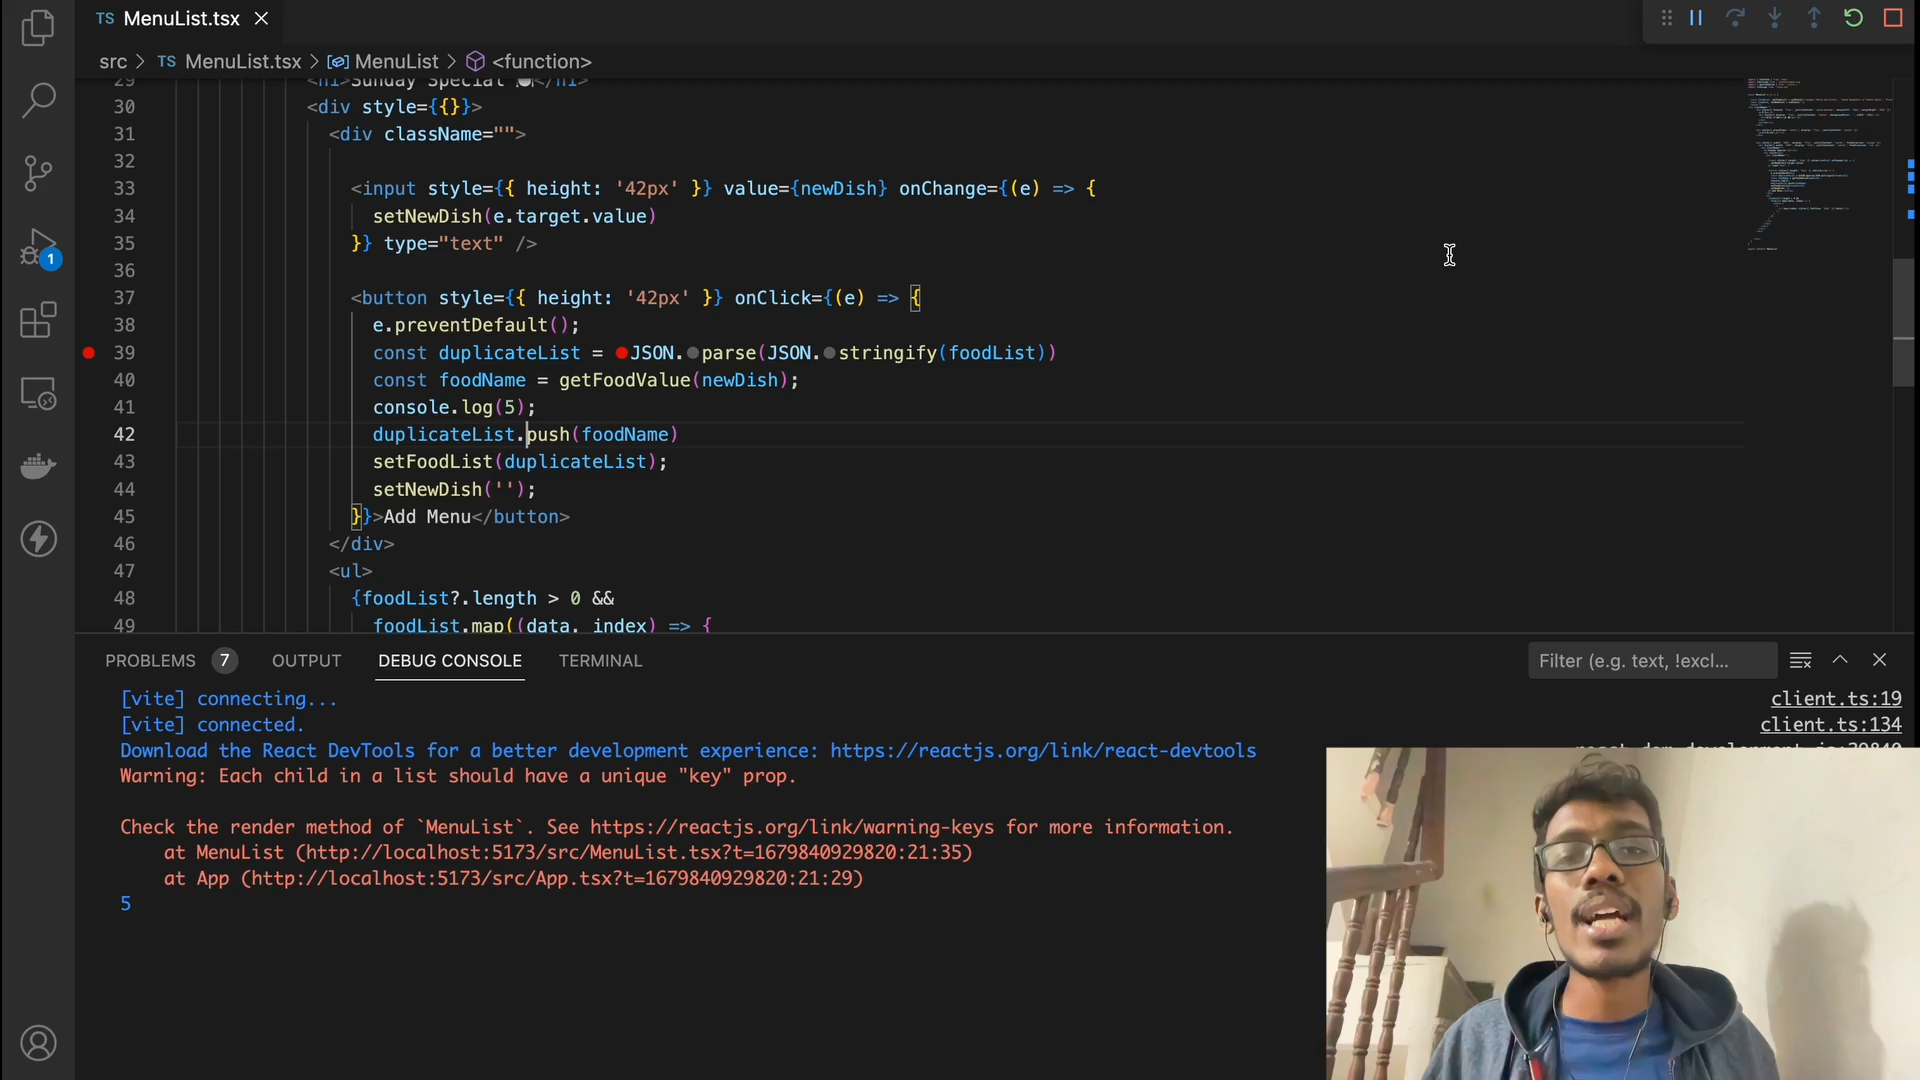 TS MenuList.tsx
src > TS MenuList.tsx > MenuList > <function>
29 <h1>Sunday Special </h1>
30 <div style={{}}>
31 <div className="">
32
33 <input style={{ height: '42px' }} value={newDish} onChange={(e) => {
34 setNewDish(e.target.value)
35 }} type="text" />
36
37 <button style={{ height: '42px' }} onClick={(e) => {
38 e.preventDefault();
39 const duplicateList = JSON.parse(JSON.stringify(foodList))
40 const foodName = getFoodValue(newDish);
41 console.log(5);
42 duplicateList.push(foodName)
43 setFoodList(duplicateList);
44 setNewDish('');
45 }}>Add Menu</button>
46 </div>
47 <ul>
48 {foodList?.length > 0 &&
49 foodList.map((data, index) => {
1
PROBLEMS 7 OUTPUT DEBUG CONSOLE TERMINAL Filter (e.g. text, !excl...
[vite] connecting... client.ts:19
[vite] connected. client.ts:134
Download the React DevTools for a better development experience: https://reactjs.org/link/react-devtools
Warning: Each child in a list should have a unique "key" prop.
Check the render method of `MenuList`. See https://reactjs.org/link/warning-keys for more information.
at MenuList (http://localhost:5173/src/MenuList.tsx?t=1679840929820:21:35)
at App (http://localhost:5173/src/App.tsx?t=1679840929820:21:29)
5